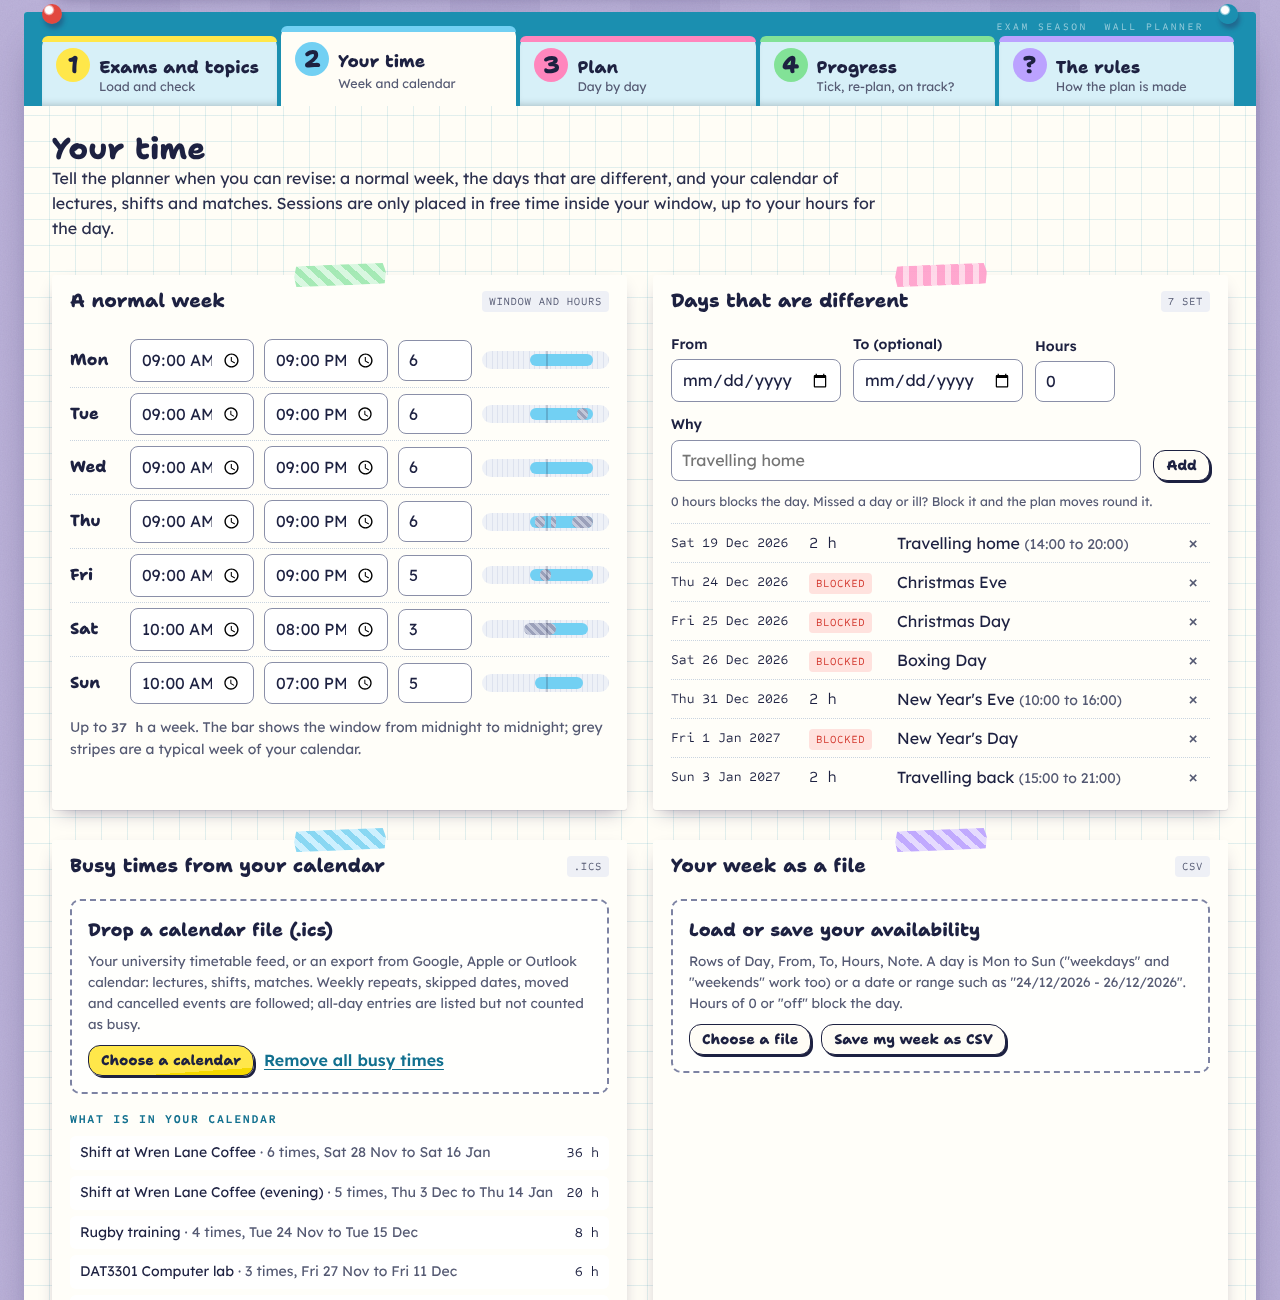 EXAM SEASON WALL PLANNER
1 Exams and topics
Load and check
2 Your time
Week and calendar
3 Plan
Day by day
4 Progress
Tick, re-plan, on track?
? The rules
How the plan is made
Your time
Tell the planner when you can revise: a normal week, the days that are different, and your calendar of
lectures, shifts and matches. Sessions are only placed in free time inside your window, up to your hours for
the day.
A normal week
WINDOW AND HOURS
Mon 09:00 AM 09:00 PM 6
Tue 09:00 AM 09:00 PM 6
Wed 09:00 AM 09:00 PM 6
Thu 09:00 AM 09:00 PM 6
Fri 09:00 AM 09:00 PM 5
Sat 10:00 AM 08:00 PM 3
Sun 10:00 AM 07:00 PM 5
Up to 37 h a week. The bar shows the window from midnight to midnight; grey
stripes are a typical week of your calendar.
Days that are different
7 SET
From To (optional) Hours
mm/dd/yyyy mm/dd/yyyy 0
Why
Travelling home Add
0 hours blocks the day. Missed a day or ill? Block it and the plan moves round it.
Sat 19 Dec 2026 2 h Travelling home (14:00 to 20:00) ×
Thu 24 Dec 2026 BLOCKED Christmas Eve ×
Fri 25 Dec 2026 BLOCKED Christmas Day ×
Sat 26 Dec 2026 BLOCKED Boxing Day ×
Thu 31 Dec 2026 2 h New Year's Eve (10:00 to 16:00) ×
Fri 1 Jan 2027 BLOCKED New Year's Day ×
Sun 3 Jan 2027 2 h Travelling back (15:00 to 21:00) ×
Busy times from your calendar
.ICS
Drop a calendar file (.ics)
Your university timetable feed, or an export from Google, Apple or Outlook
calendar: lectures, shifts, matches. Weekly repeats, skipped dates, moved
and cancelled events are followed; all-day entries are listed but not counted
as busy.
Choose a calendar Remove all busy times
WHAT IS IN YOUR CALENDAR
Shift at Wren Lane Coffee · 6 times, Sat 28 Nov to Sat 16 Jan 36 h
Shift at Wren Lane Coffee (evening) · 5 times, Thu 3 Dec to Thu 14 Jan 20 h
Rugby training · 4 times, Tue 24 Nov to Tue 15 Dec 8 h
DAT3301 Computer lab · 3 times, Fri 27 Nov to Fri 11 Dec 6 h
Your week as a file
CSV
Load or save your availability
Rows of Day, From, To, Hours, Note. A day is Mon to Sun ("weekdays" and
"weekends" work too) or a date or range such as "24/12/2026 - 26/12/2026".
Hours of 0 or "off" block the day.
Choose a file Save my week as CSV